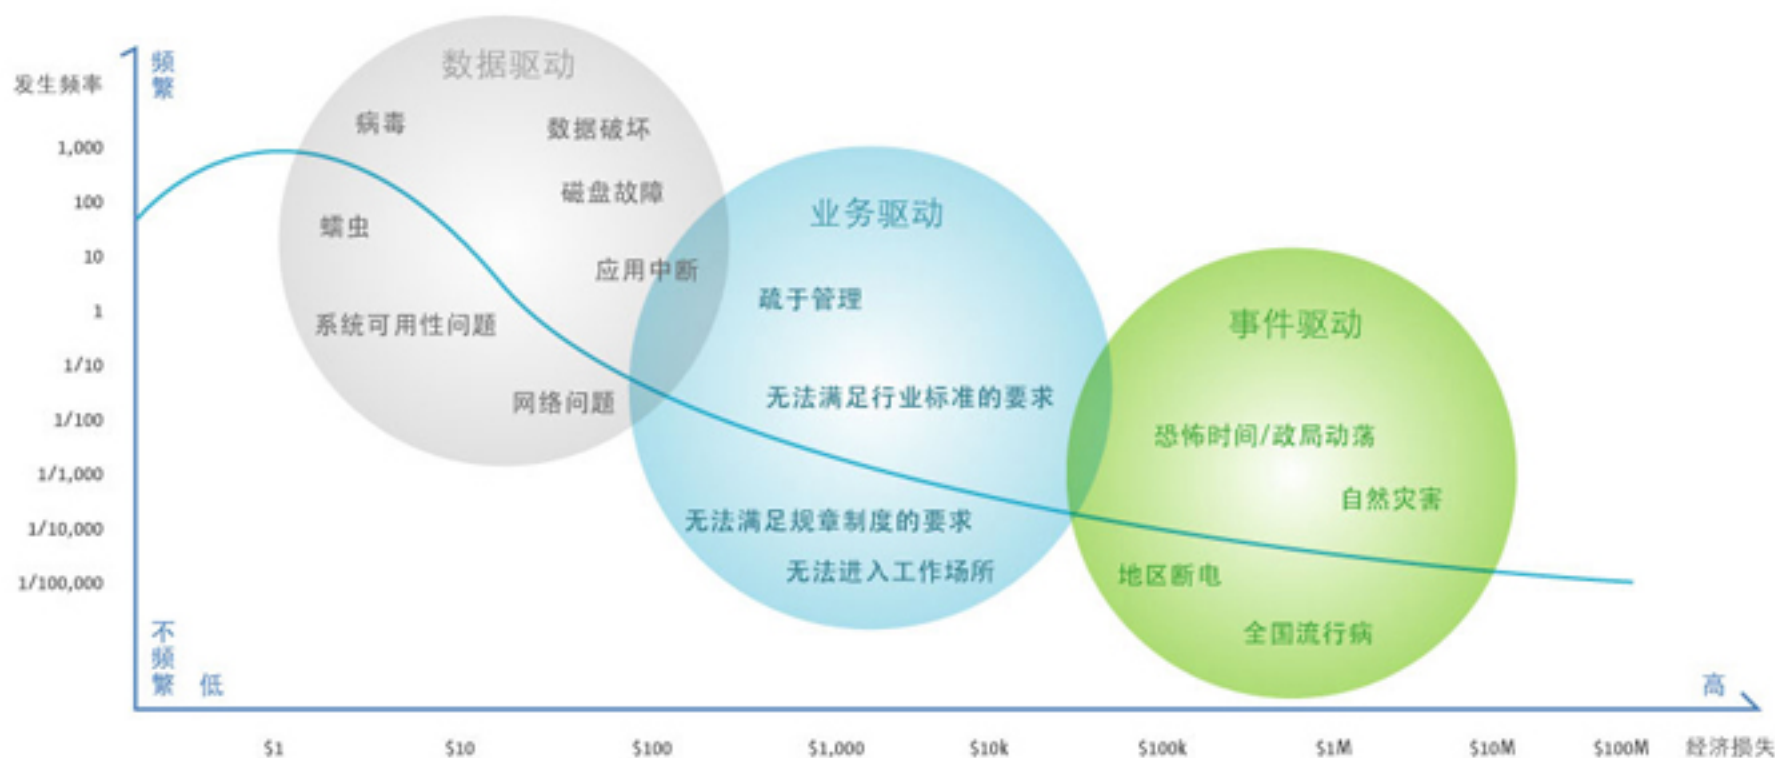 频繁
发生频率
1,000
100
10
1
1/10
1/100
1/1,000
1/10,000
1/100,000
不频繁
低
数据驱动
病毒
数据破坏
磁盘故障
蠕虫
应用中断
系统可用性问题
网络问题
业务驱动
疏于管理
无法满足行业标准的要求
无法满足规章制度的要求
无法进入工作场所
事件驱动
恐怖时间/政局动荡
自然灾害
地区断电
全国流行病
高
$1
$10
$100
$1,000
$10k
$100k
$1M
$10M
$100M
经济损失